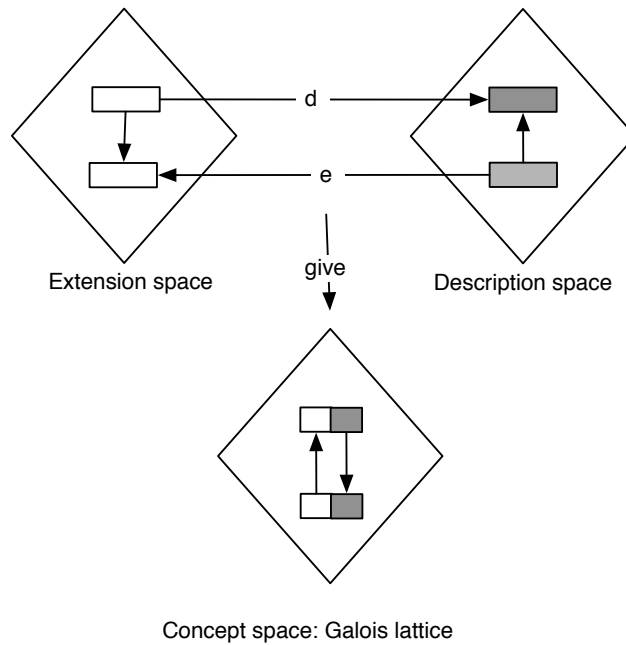 d
e
Extension space
Description space
give
Concept space: Galois lattice